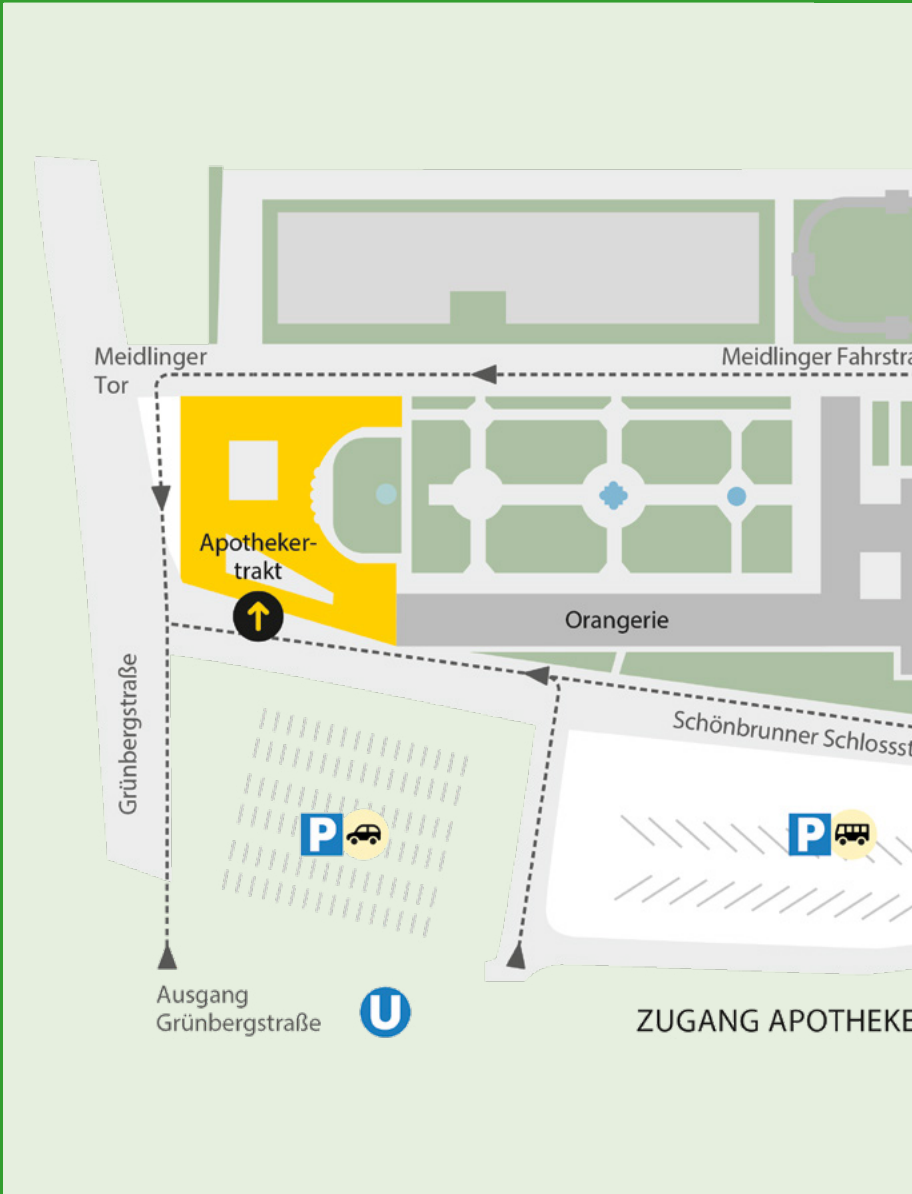 Meidlinger
Tor
Meidlinger Fahrstra
Apotheker-
trakt
Orangerie
Grünbergstraße
Schönbrunner Schlossst
P
P
Ausgang
Grünbergstraße
U
ZUGANG APOTHEKE